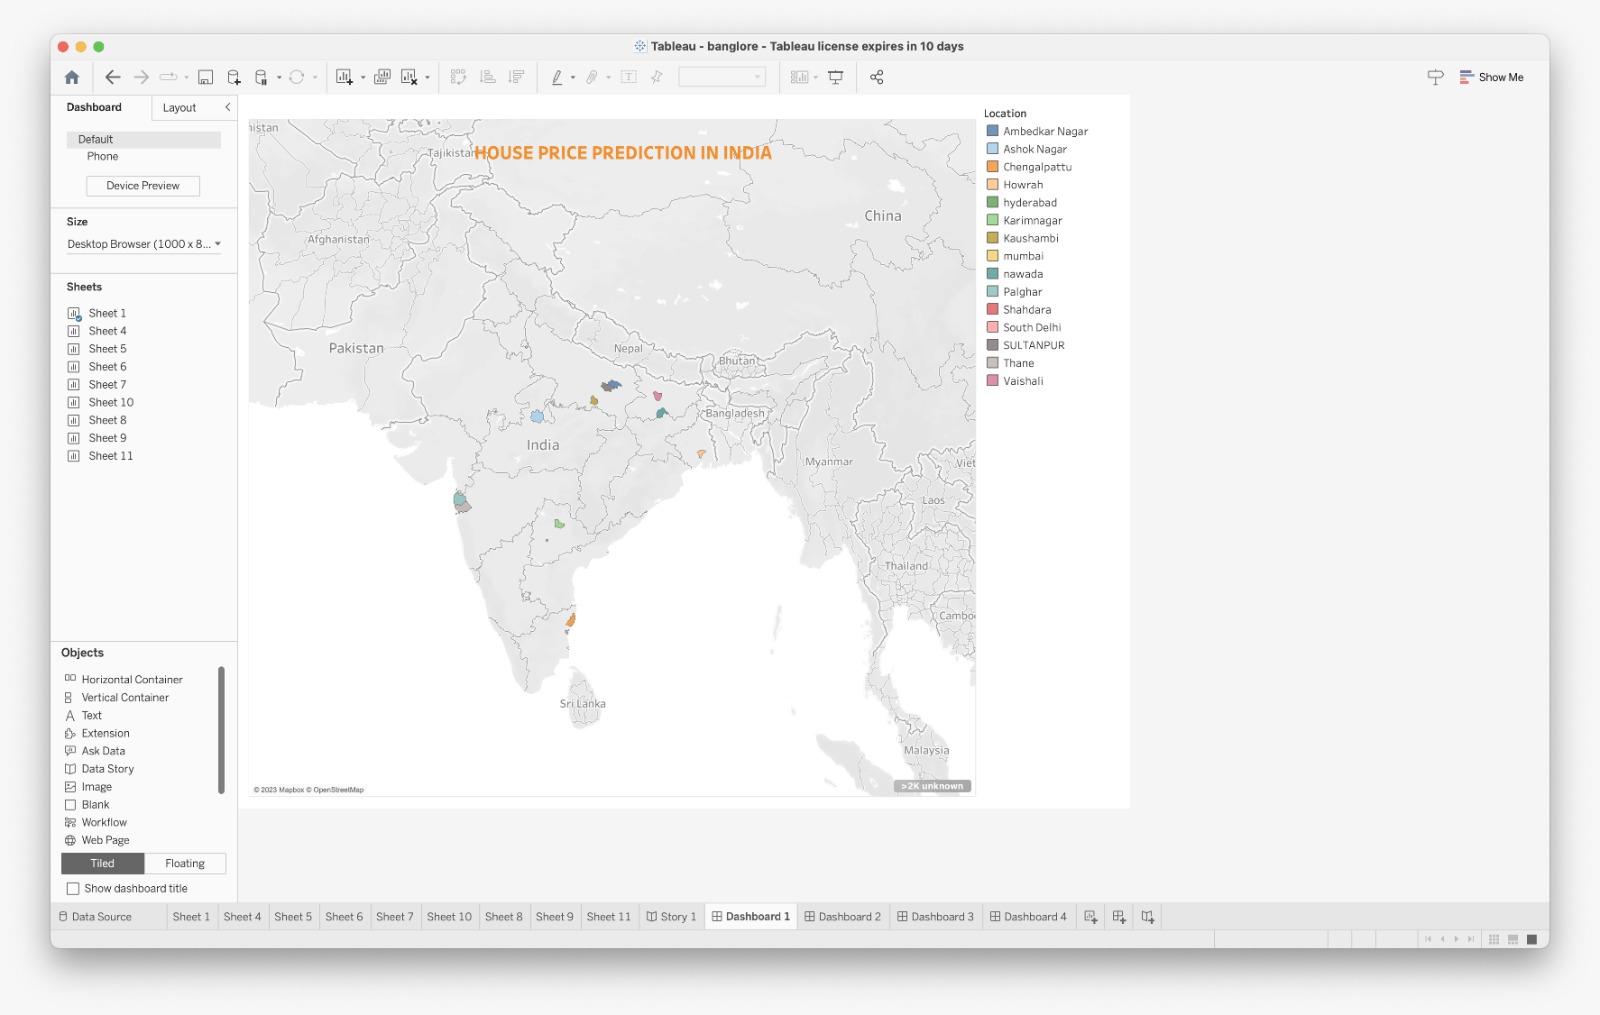 Tableau - banglore - Tableau license expires in 10 days
Show Me
Dashboard
Layout
Default
Phone
Device Preview
Size
Desktop Browser (1000 x 8...
Sheets
Sheet 1
Sheet 4
Sheet 5
Sheet 6
Sheet 7
Sheet 10
Sheet 8
Sheet 9
Sheet 11
Objects
Horizontal Container
Vertical Container
Text
Extension
Ask Data
Data Story
Image
Blank
Workflow
Web Page
Tiled
Floating
Show dashboard title
HOUSE PRICE PREDICTION IN INDIA
nistan
Tajikistan
China
Afghanistan
Pakistan
Nepal
Bhutan
Bangladesh
India
Myanmar
Viet
Laos
Thailand
Cambo
Sri Lanka
Malaysia
© 2023 Mapbox © OpenStreetMap
>2K unknown
Location
Ambedkar Nagar
Ashok Nagar
Chengalpattu
Howrah
hyderabad
Karimnagar
Kaushambi
mumbai
nawada
Palghar
Shahdara
South Delhi
SULTANPUR
Thane
Vaishali
Data Source
Sheet 1
Sheet 4
Sheet 5
Sheet 6
Sheet 7
Sheet 10
Sheet 8
Sheet 9
Sheet 11
Story 1
Dashboard 1
Dashboard 2
Dashboard 3
Dashboard 4